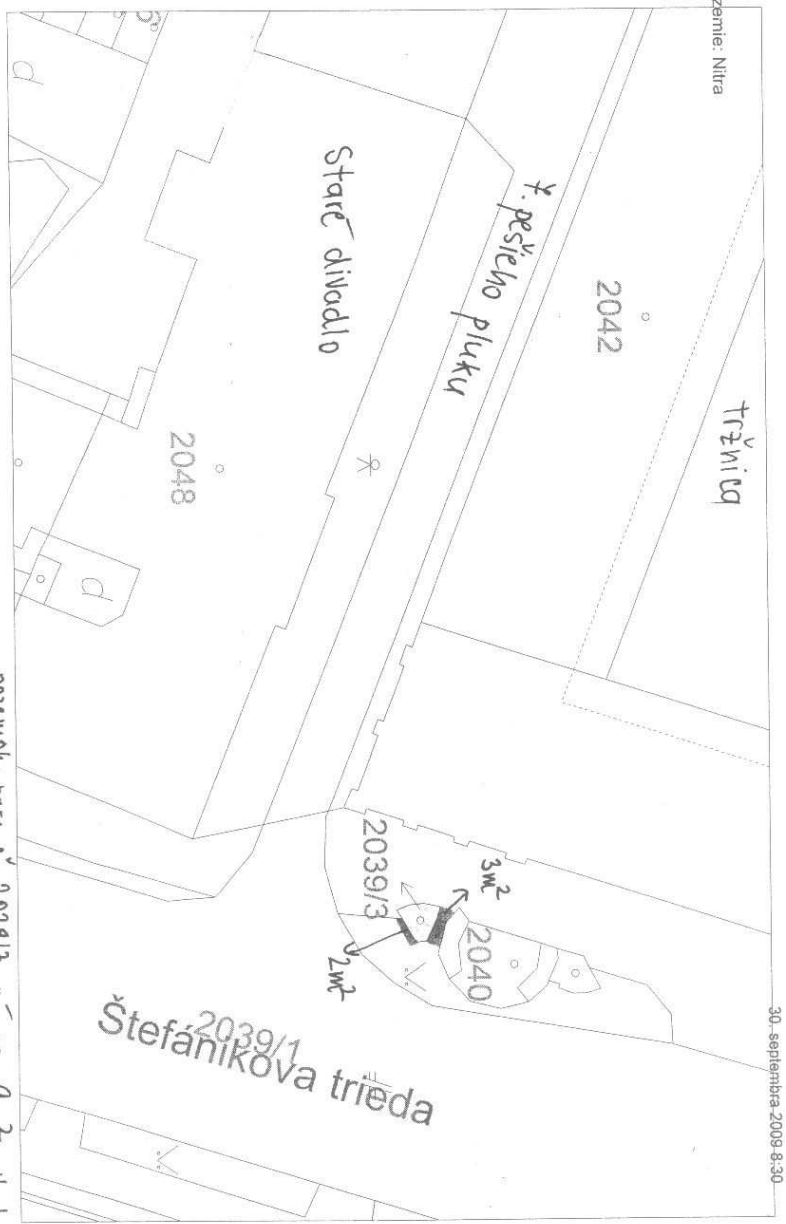 zemie: Nitra
30. septembra 2009 8:30
tržnica
2042
7. pešieho pluku
Staré divadlo
2048
2039/3
3m²
2040
2m²
2039/1
Štefánikova trieda